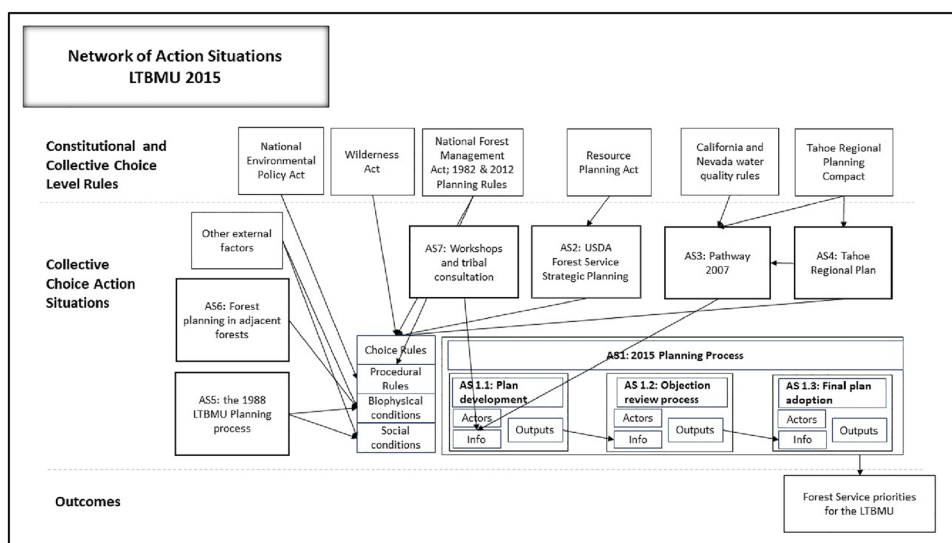 Network of Action Situations
LTBMU 2015
Constitutional and
Collective Choice
Level Rules
National
Environmental
Policy Act
Wilderness
Act
National Forest
Management
Act; 1982 & 2012
Planning Rules
Resource
Planning Act
California and
Nevada water
quality rules
Tahoe Regional
Planning
Compact
Collective
Choice Action
Situations
Other external
factors
AS7: Workshops
and tribal
consultation
AS2: USDA
Forest Service
Strategic Planning
AS3: Pathway
2007
AS4: Tahoe
Regional Plan
AS6: Forest
planning in
adjacent forests
AS5: the 1988
LTBMU Planning
process
Choice Rules
Procedural
Rules
Biophysical
conditions
Social
conditions
AS1: 2015 Planning Process
AS 1.1: Plan
development
Actors
Info
Outputs
AS 1.2: Objection
review process
Actors
Info
Outputs
AS 1.3: Final plan
adoption
Actors
Info
Outputs
Outcomes
Forest Service priorities
for the LTBMU